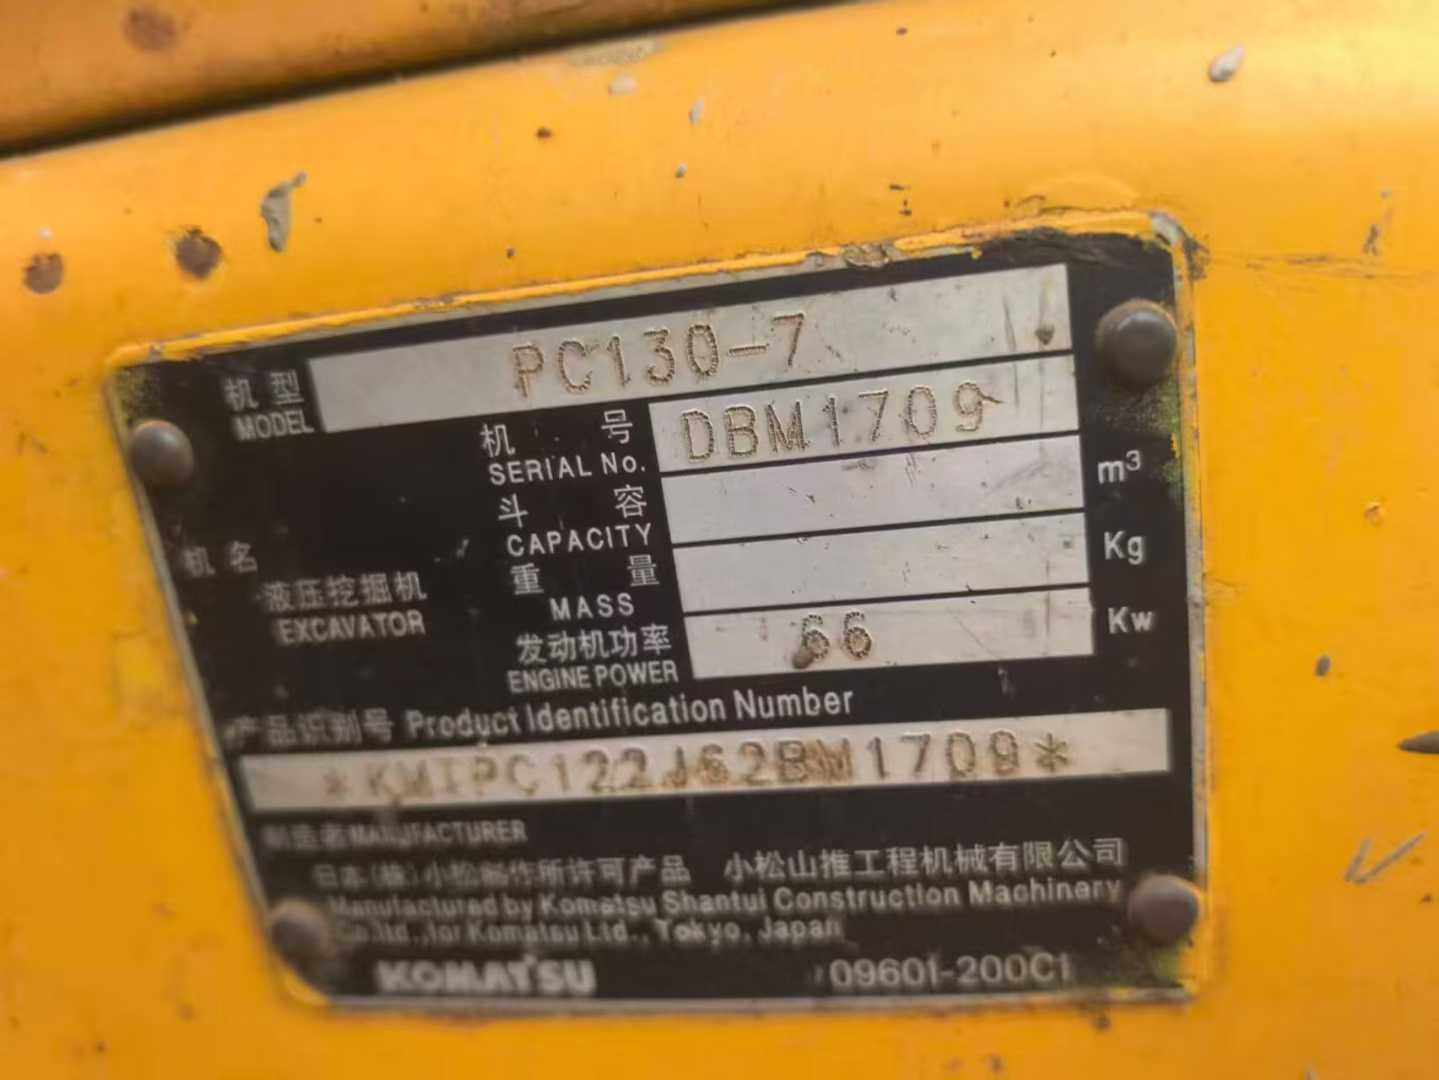 机型 PC130-7
MODEL
机号 DBM1709
SERIAL No.
斗容 m³
CAPACITY
机名
液压挖掘机
EXCAVATOR
重量 Kg
MASS
发动机功率 66 Kw
ENGINE POWER
产品识别号 Product Identification Number
*KMTPC122J62BM1709*
制造者MANUFACTURER
日本(株)小松制作所许可产品 小松山推工程机械有限公司
Manufactured by Komatsu Shantui Construction Machinery
Co.ltd.,for Komatsu Ltd., Tokyo, Japan
KOMATSU 09601-200C1